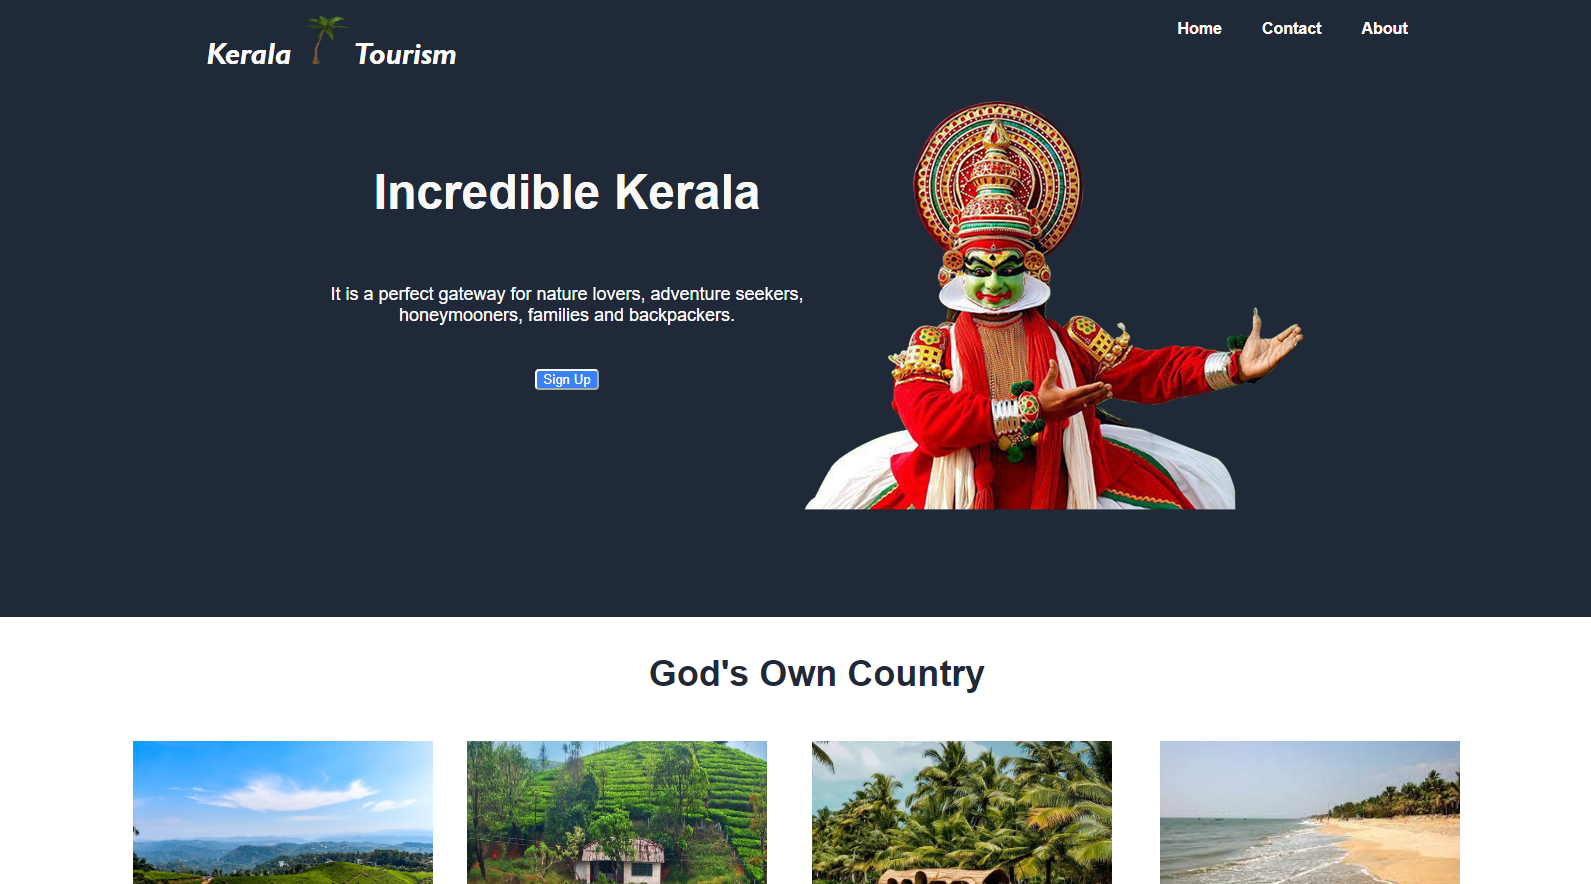 Kerala Tourism
Home Contact About
Incredible Kerala
It is a perfect gateway for nature lovers, adventure seekers,
honeymooners, families and backpackers.
Sign Up
God's Own Country